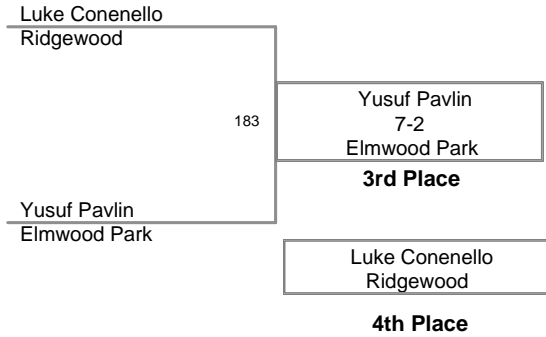 Luke Conenello
Ridgewood
183
Yusuf Pavlin
7-2
Elmwood Park
3rd Place
Yusuf Pavlin
Elmwood Park
Luke Conenello
Ridgewood
4th Place